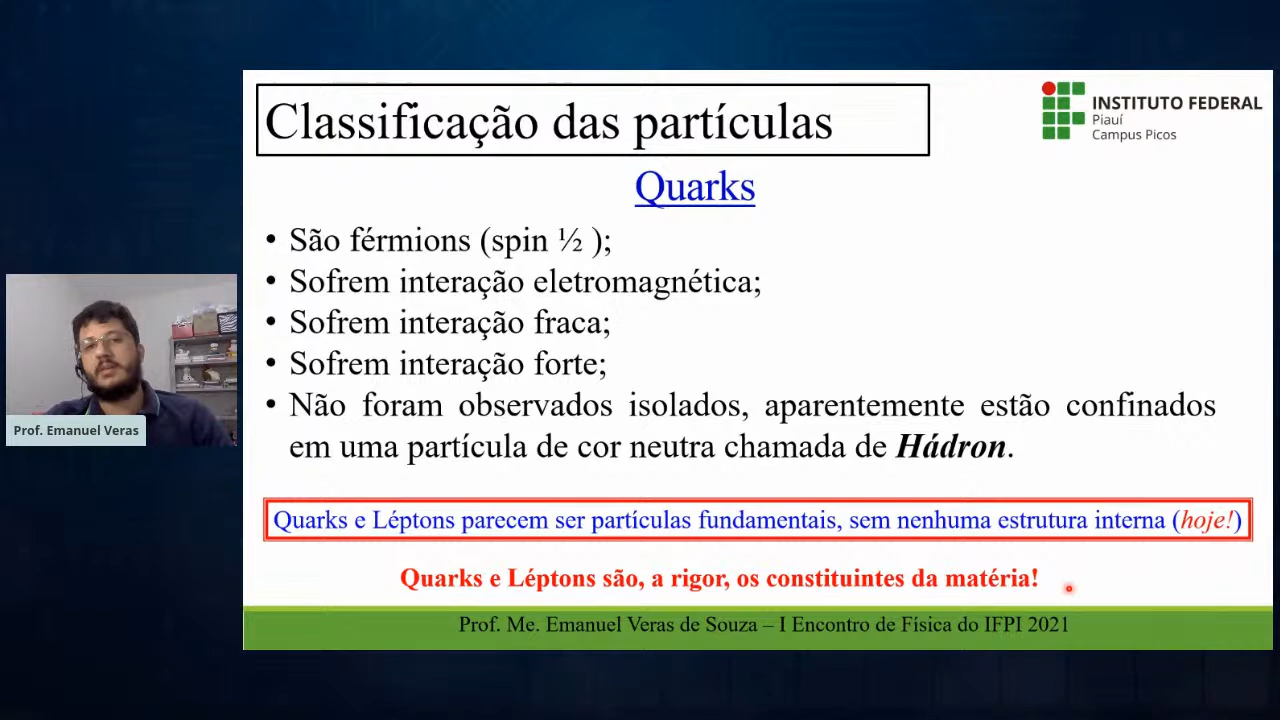 Classificação das partículas
INSTITUTO FEDERAL
Piauí
Campus Picos
Quarks
• São férmions (spin ½ );
• Sofrem interação eletromagnética;
• Sofrem interação fraca;
• Sofrem interação forte;
• Não foram observados isolados, aparentemente estão confinados
em uma partícula de cor neutra chamada de Hádron.
Prof. Emanuel Veras
Quarks e Léptons parecem ser partículas fundamentais, sem nenhuma estrutura interna (hoje!)
Quarks e Léptons são, a rigor, os constituintes da matéria!
Prof. Me. Emanuel Veras de Souza – I Encontro de Física do IFPI 2021